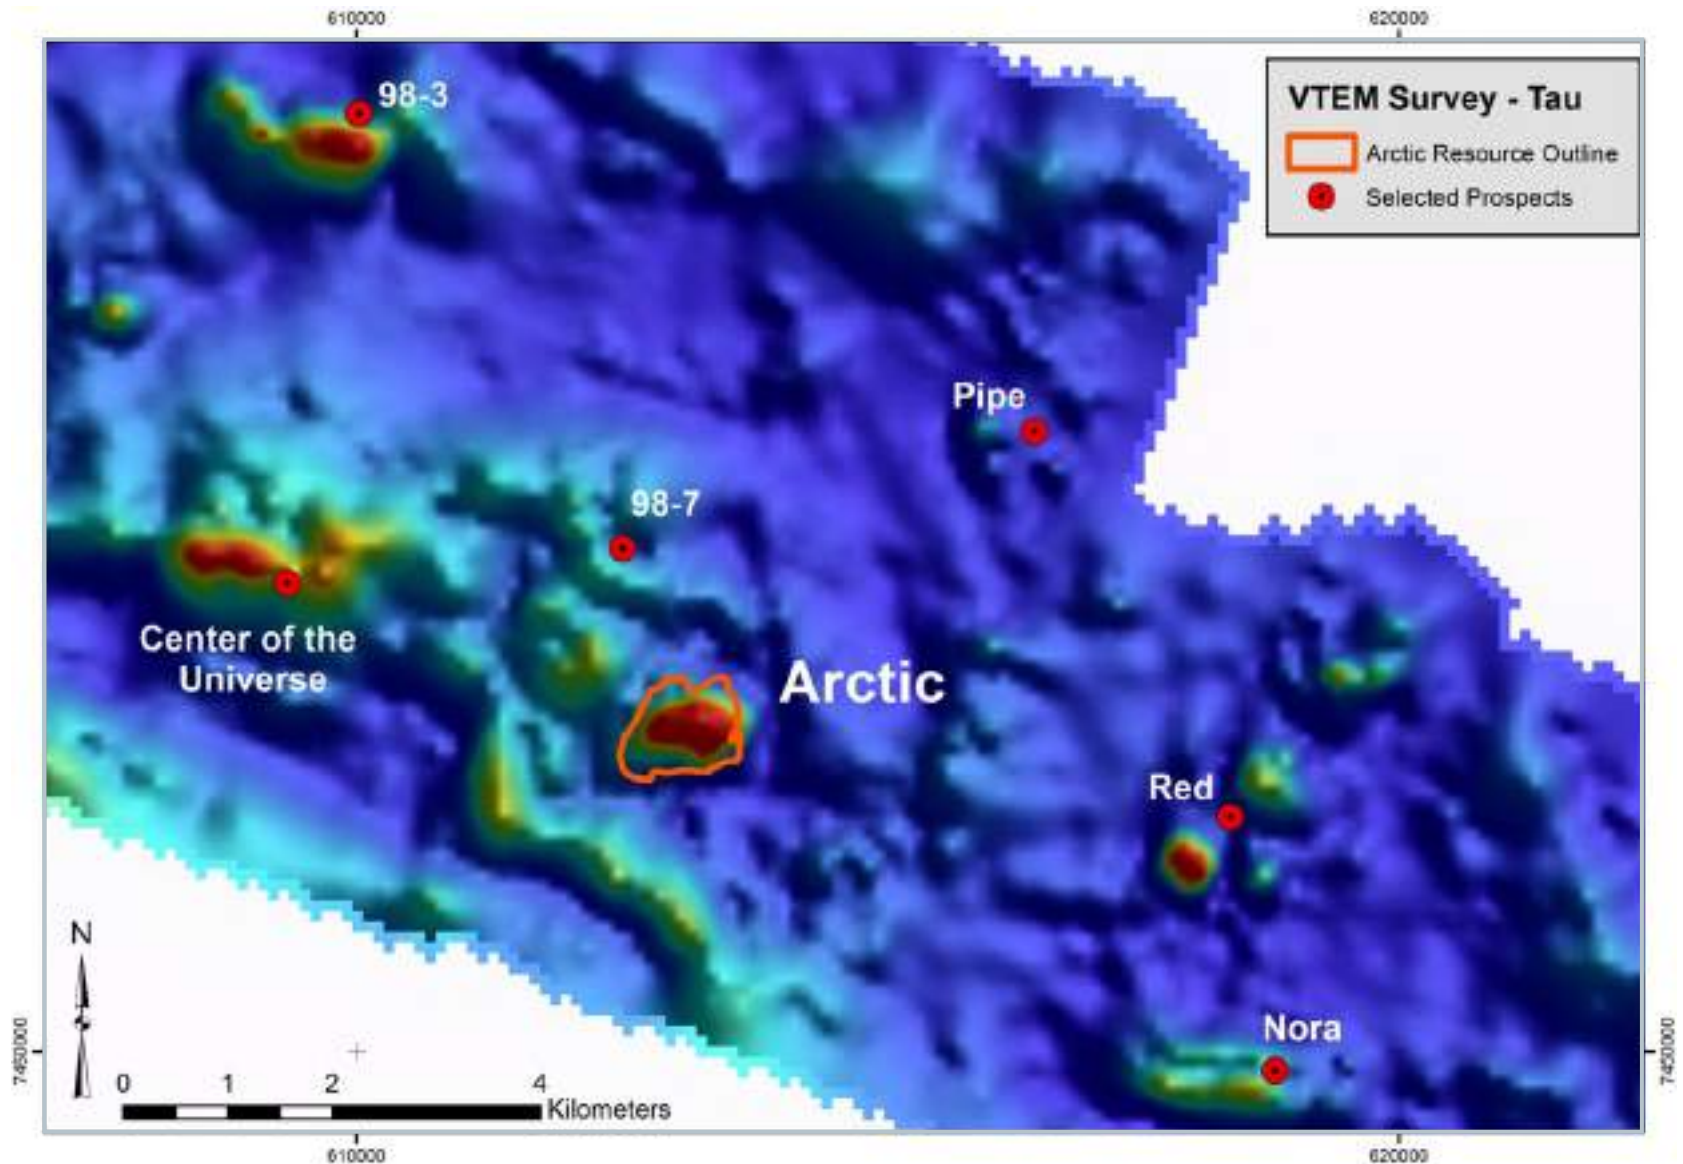 610000
620000
98-3
VTEM Survey - Tau
Arctic Resource Outline
Selected Prospects
Pipe
98-7
Center of the
Universe
Arctic
Red
N
Nora
7450000
7450000
0 1 2 4
Kilometers
610000
620000